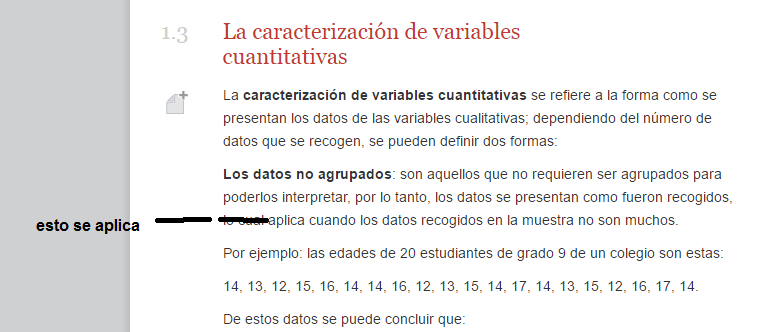 1.3
La caracterización de variables
cuantitativas
La caracterización de variables cuantitativas se refiere a la forma como se
presentan los datos de las variables cualitativas; dependiendo del número de
datos que se recogen, se pueden definir dos formas:
Los datos no agrupados: son aquellos que no requieren ser agrupados para
poderlos interpretar, por lo tanto, los datos se presentan como fueron recogidos,
esto se aplica
lo cual aplica cuando los datos recogidos en la muestra no son muchos.
Por ejemplo: las edades de 20 estudiantes de grado 9 de un colegio son estas:
14, 13, 12, 15, 16, 14, 14, 16, 12, 13, 15, 14, 17, 14, 13, 15, 12, 16, 17, 14.
De estos datos se puede concluir que: